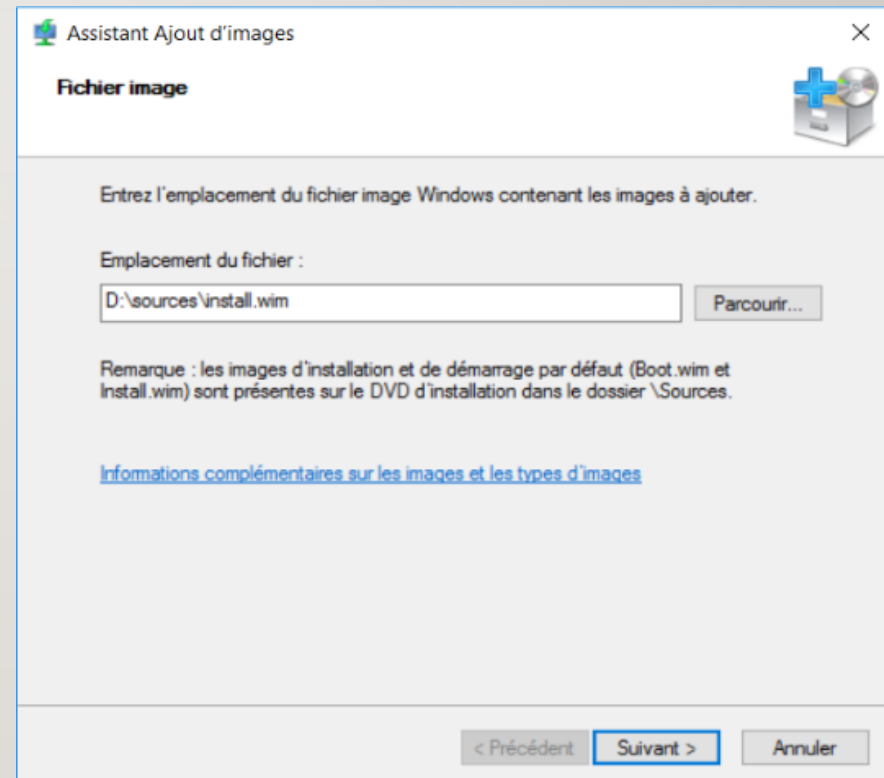 Assistant Ajout d'images
Fichier image
Entrez l'emplacement du fichier image Windows contenant les images à ajouter.
Emplacement du fichier :
D:\sources\install.wim
Parcourir...
Remarque : les images d'installation et de démarrage par défaut (Boot.wim et
Install.wim) sont présentes sur le DVD d'installation dans le dossier \Sources.
Informations complémentaires sur les images et les types d'images
< Précédent
Suivant >
Annuler